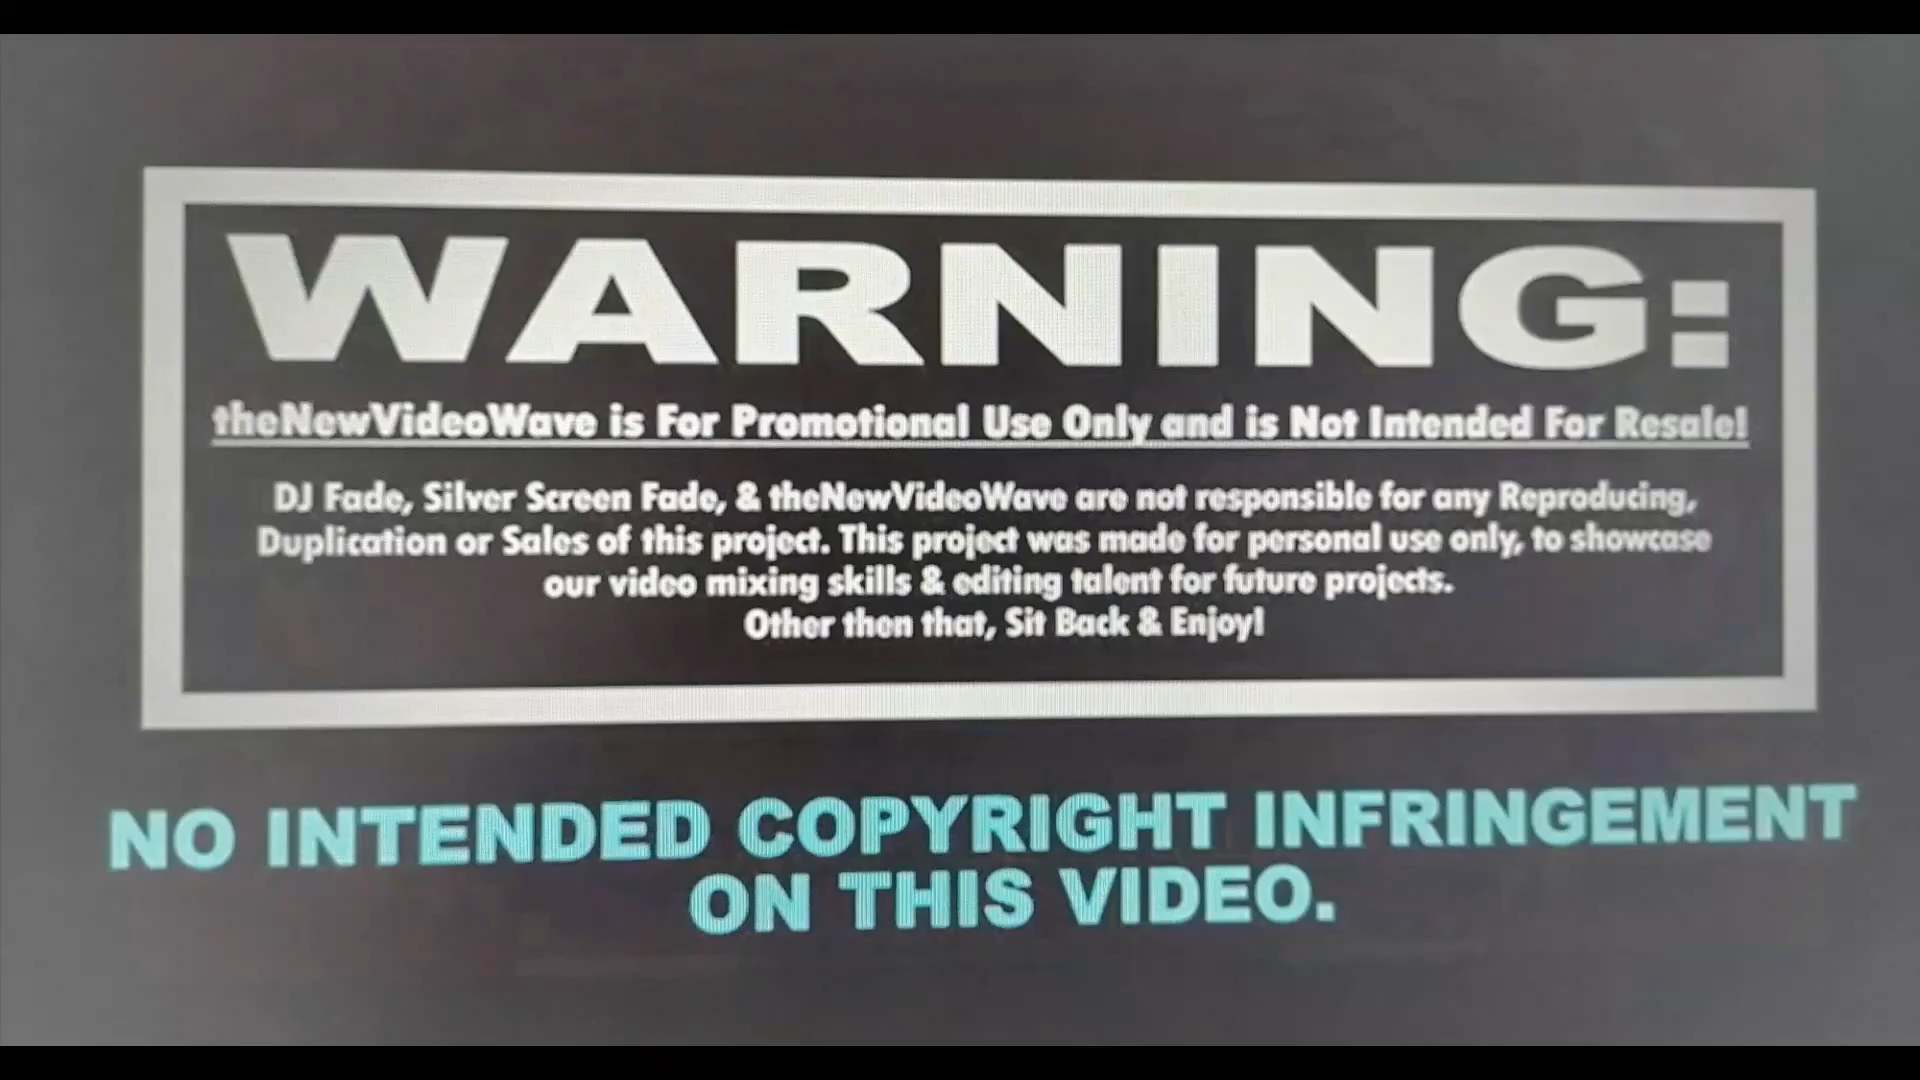 WARNING:
theNewVideoWave is For Promotional Use Only and is Not Intended For Resale!
DJ Fade, Silver Screen Fade, & theNewVideoWave are not responsible for any Reproducing,
Duplication or Sales of this project. This project was made for personal use only, to showcase
our video mixing skills & editing talent for future projects.
Other then that, Sit Back & Enjoy!
NO INTENDED COPYRIGHT INFRINGEMENT
ON THIS VIDEO.